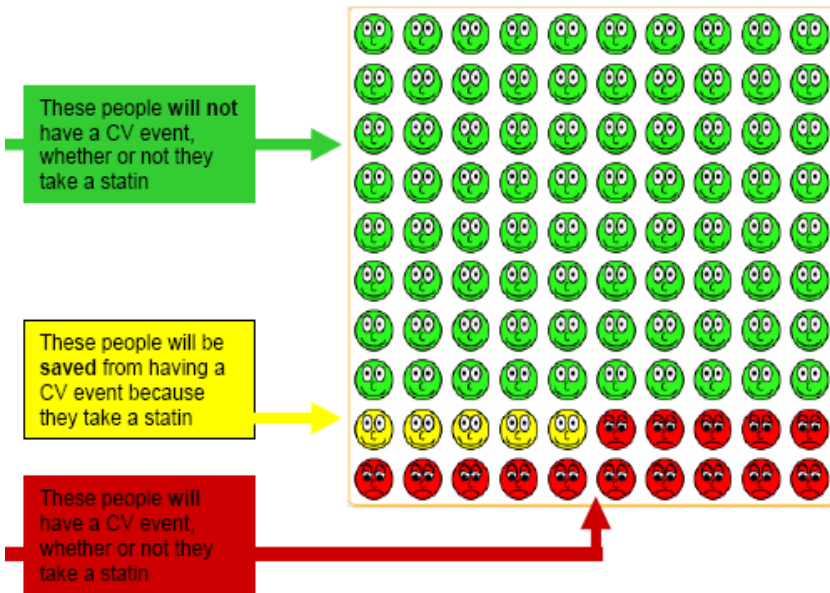 These people will not
have a CV event,
whether or not they
take a statin
These people will be
saved from having a
CV event because
they take a statin
These people will
have a CV event,
whether or not they
take a statin